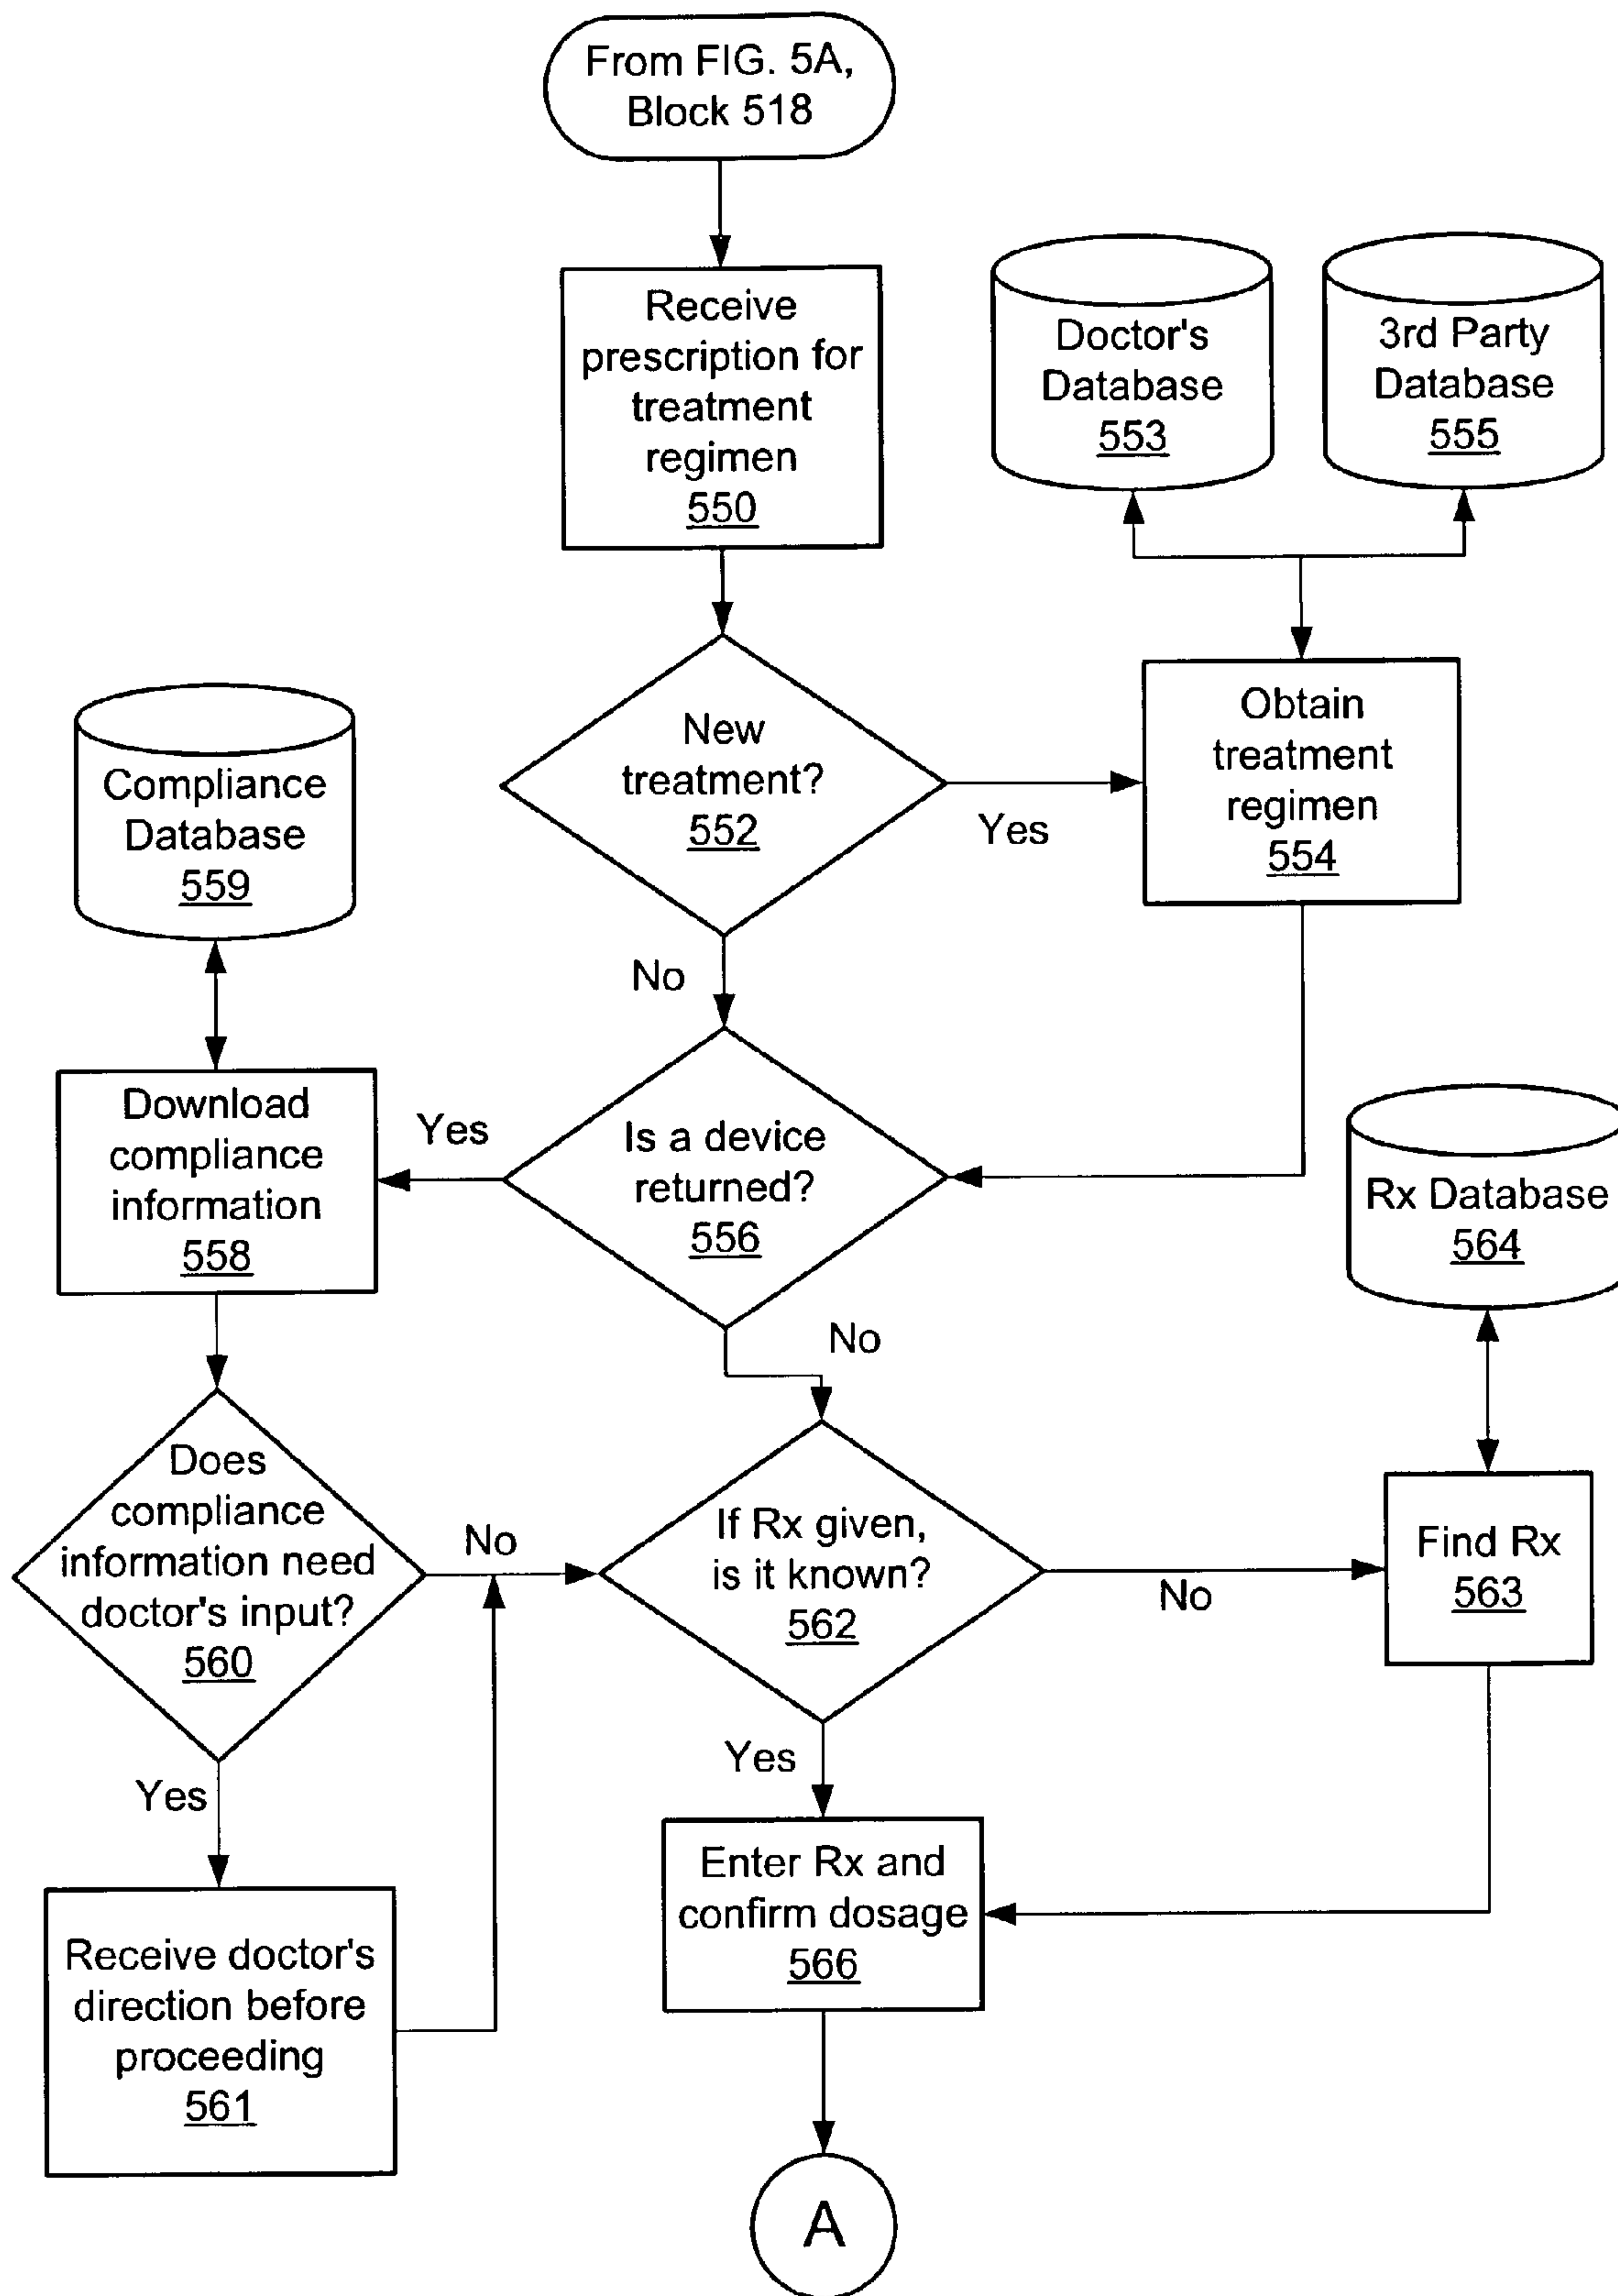 From FIG. 5A,
Block 518
Receive
prescription for
treatment
regimen
550
Doctor's
Database
553
3rd Party
Database
555
New
treatment?
552
Yes
No
Obtain
treatment
regimen
554
Compliance
Database
559
Download
compliance
information
558
Yes
Is a device
returned?
556
No
Rx Database
564
Does
compliance
information need
doctor's input?
560
No
Yes
If Rx given,
is it known?
562
No
Yes
Find Rx
563
Receive doctor's
direction before
proceeding
561
Enter Rx and
confirm dosage
566
A